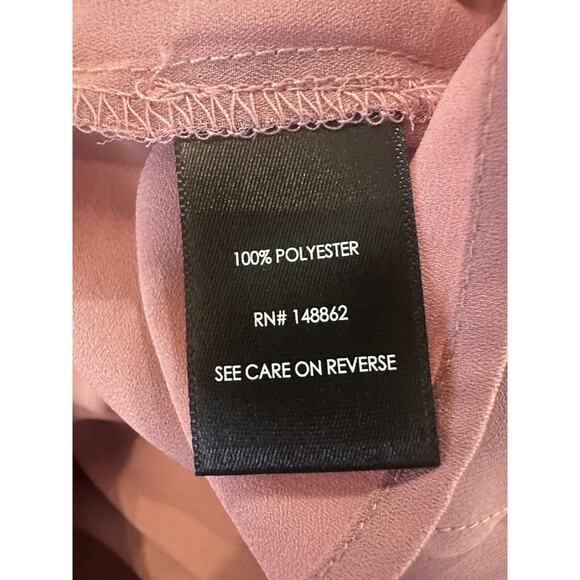 100% POLYESTER
RN# 148862
SEE CARE ON REVERSE